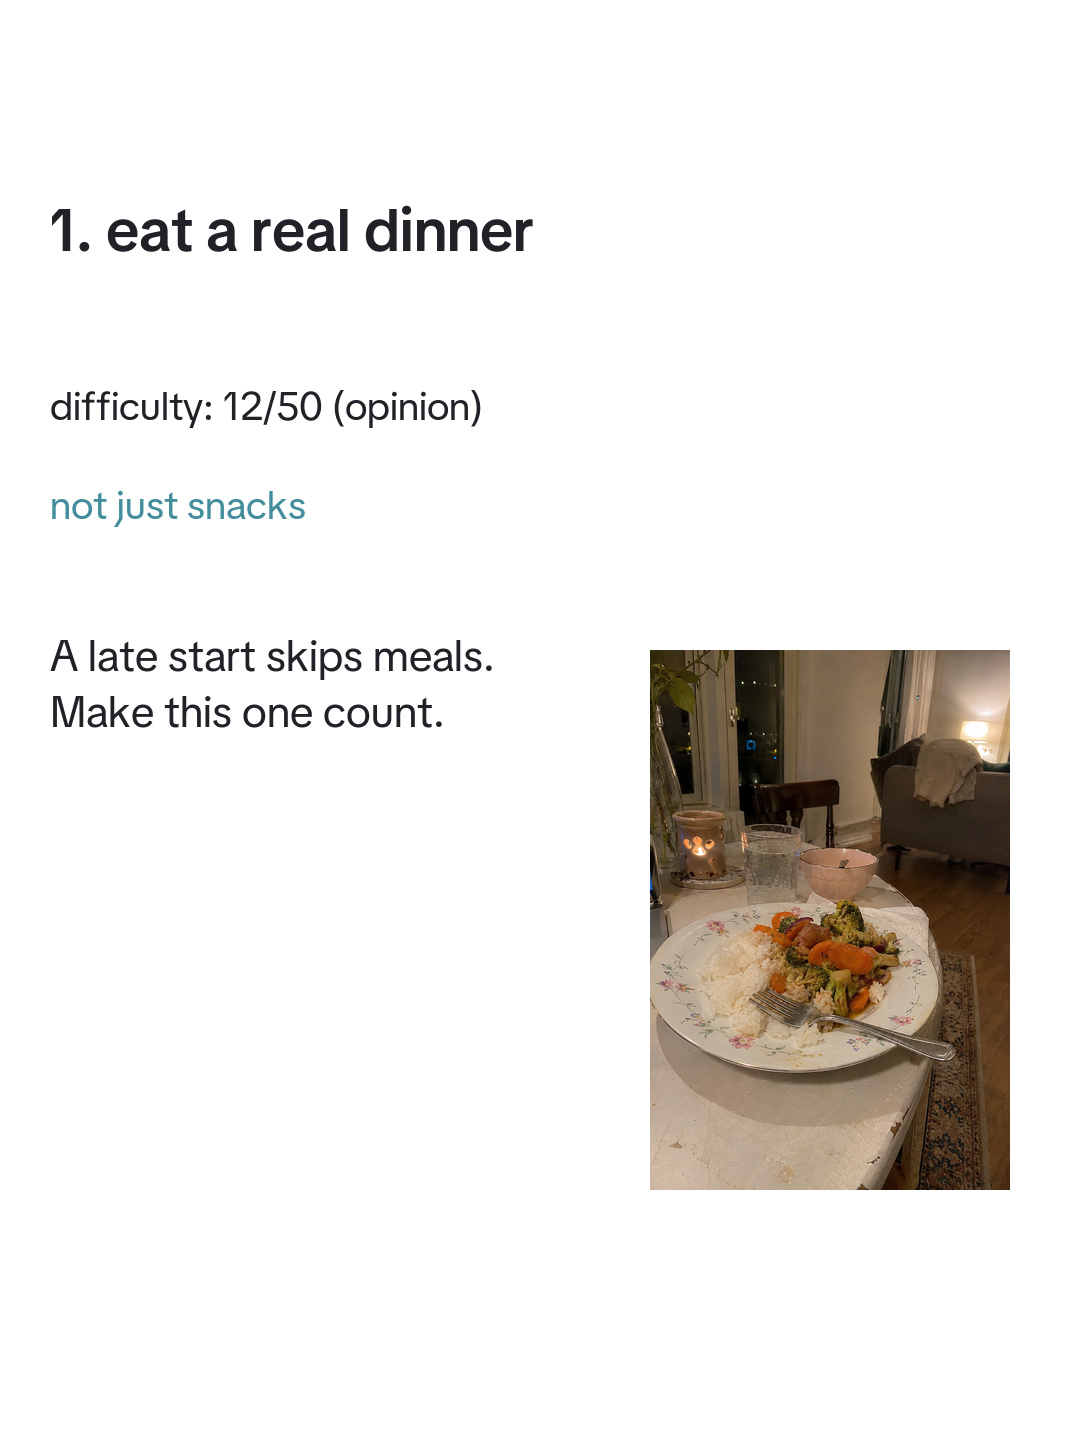 1. eat a real dinner
difficulty: 12/50 (opinion)
not just snacks
A late start skips meals.
Make this one count.